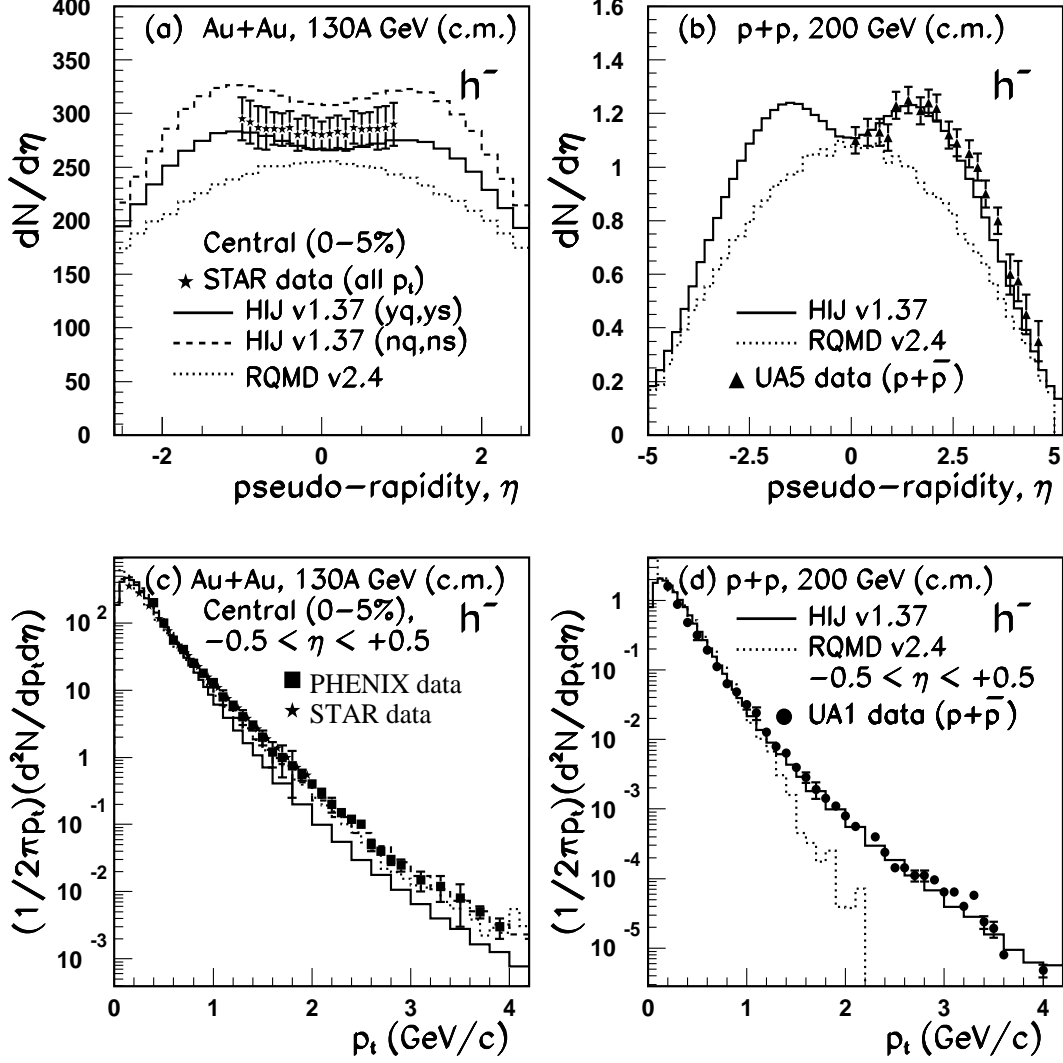 (a) Au+Au, 130A GeV (c.m.)
h⁻
400
350
300
250
200
150
100
50
0
dN/dη
Central (0−5%)
★ STAR data (all pₜ)
HIJ v1.37 (yq,ys)
HIJ v1.37 (nq,ns)
RQMD v2.4
-2 0 2
pseudo−rapidity, η
(b) p+p, 200 GeV (c.m.)
h⁻
1.6
1.4
1.2
1
0.8
0.6
0.4
0.2
0
dN/dη
HIJ v1.37
RQMD v2.4
▲ UA5 data (p+p̅)
-5 -2.5 0 2.5 5
pseudo−rapidity, η
(c) Au+Au, 130A GeV (c.m.)
Central (0−5%),
h⁻
−0.5 < η < +0.5
■ PHENIX data
★ STAR data
10²
10
1
10⁻¹
10⁻²
10⁻³
(1/2πpₜ)(d²N/dpₜdη)
0 1 2 3 4
pₜ (GeV/c)
(d) p+p, 200 GeV (c.m.)
HIJ v1.37
h⁻
RQMD v2.4
−0.5 < η < +0.5
● UA1 data (p+p̅)
1
10⁻¹
10⁻²
10⁻³
10⁻⁴
10⁻⁵
(1/2πpₜ)(d²N/dpₜdη)
0 1 2 3 4
pₜ (GeV/c)